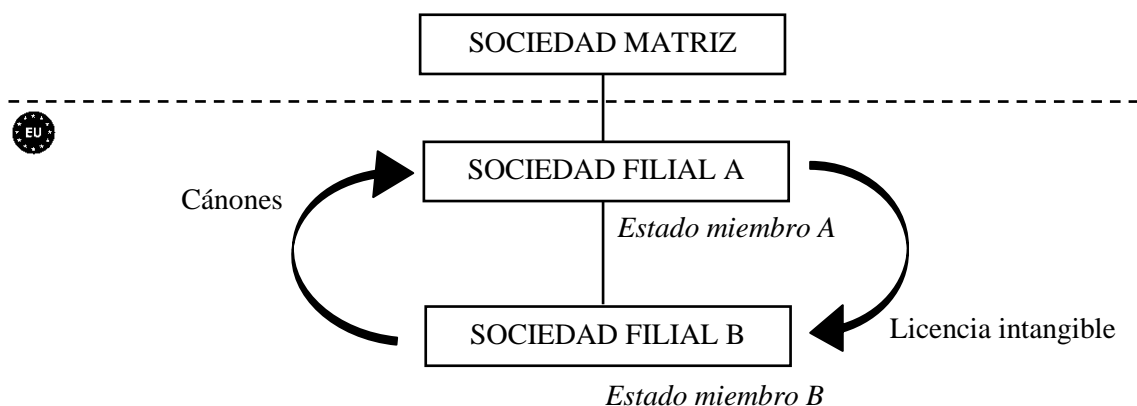 SOCIEDAD MATRIZ
EU
SOCIEDAD FILIAL A
Cánones
Estado miembro A
SOCIEDAD FILIAL B
Licencia intangible
Estado miembro B